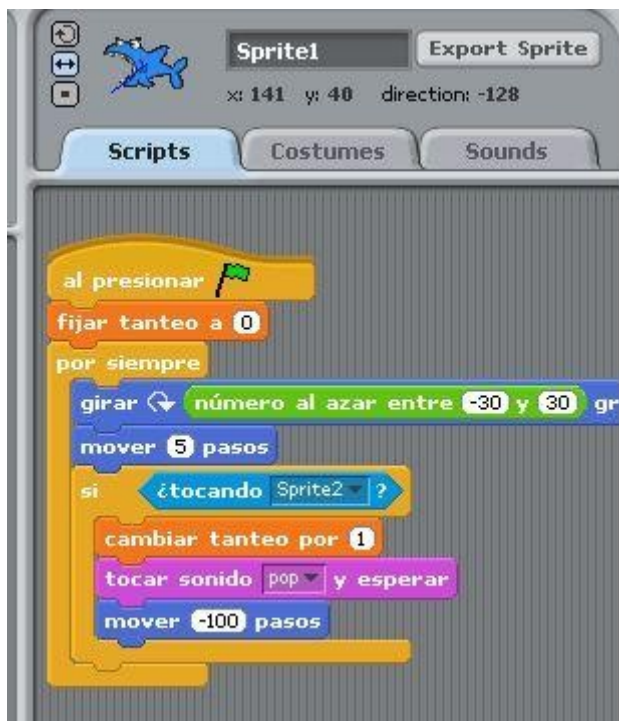 Sprite1 Export Sprite
x: 141 y: 40 direction: -128
Scripts Costumes Sounds
al presionar
fijar tanteo a 0
por siempre
girar número al azar entre -30 y 30 gr
mover 5 pasos
si ¿tocando Sprite2 ?
cambiar tanteo por 1
tocar sonido pop y esperar
mover -100 pasos